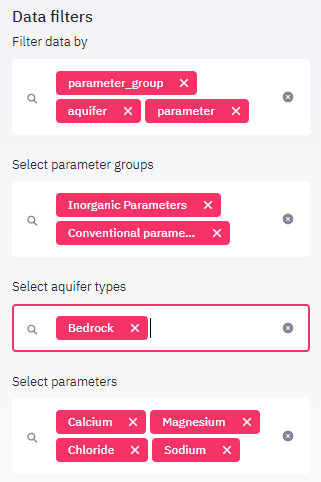 Data filters
Filter data by
parameter_group
aquifer parameter
Select parameter groups
Inorganic Parameters
Conventional parame...
Select aquifer types
Bedrock
Select parameters
Calcium Magnesium
Chloride Sodium